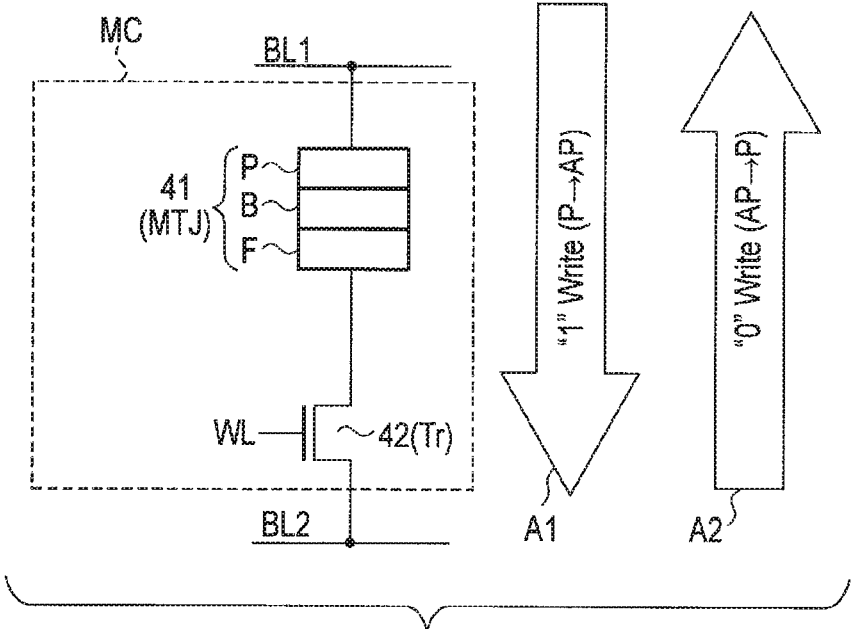 MC
BL1
P
B
F
41
(MTJ)
WL
42(Tr)
BL2
"1" Write (P→AP)
"0" Write (AP→P)
A1
A2